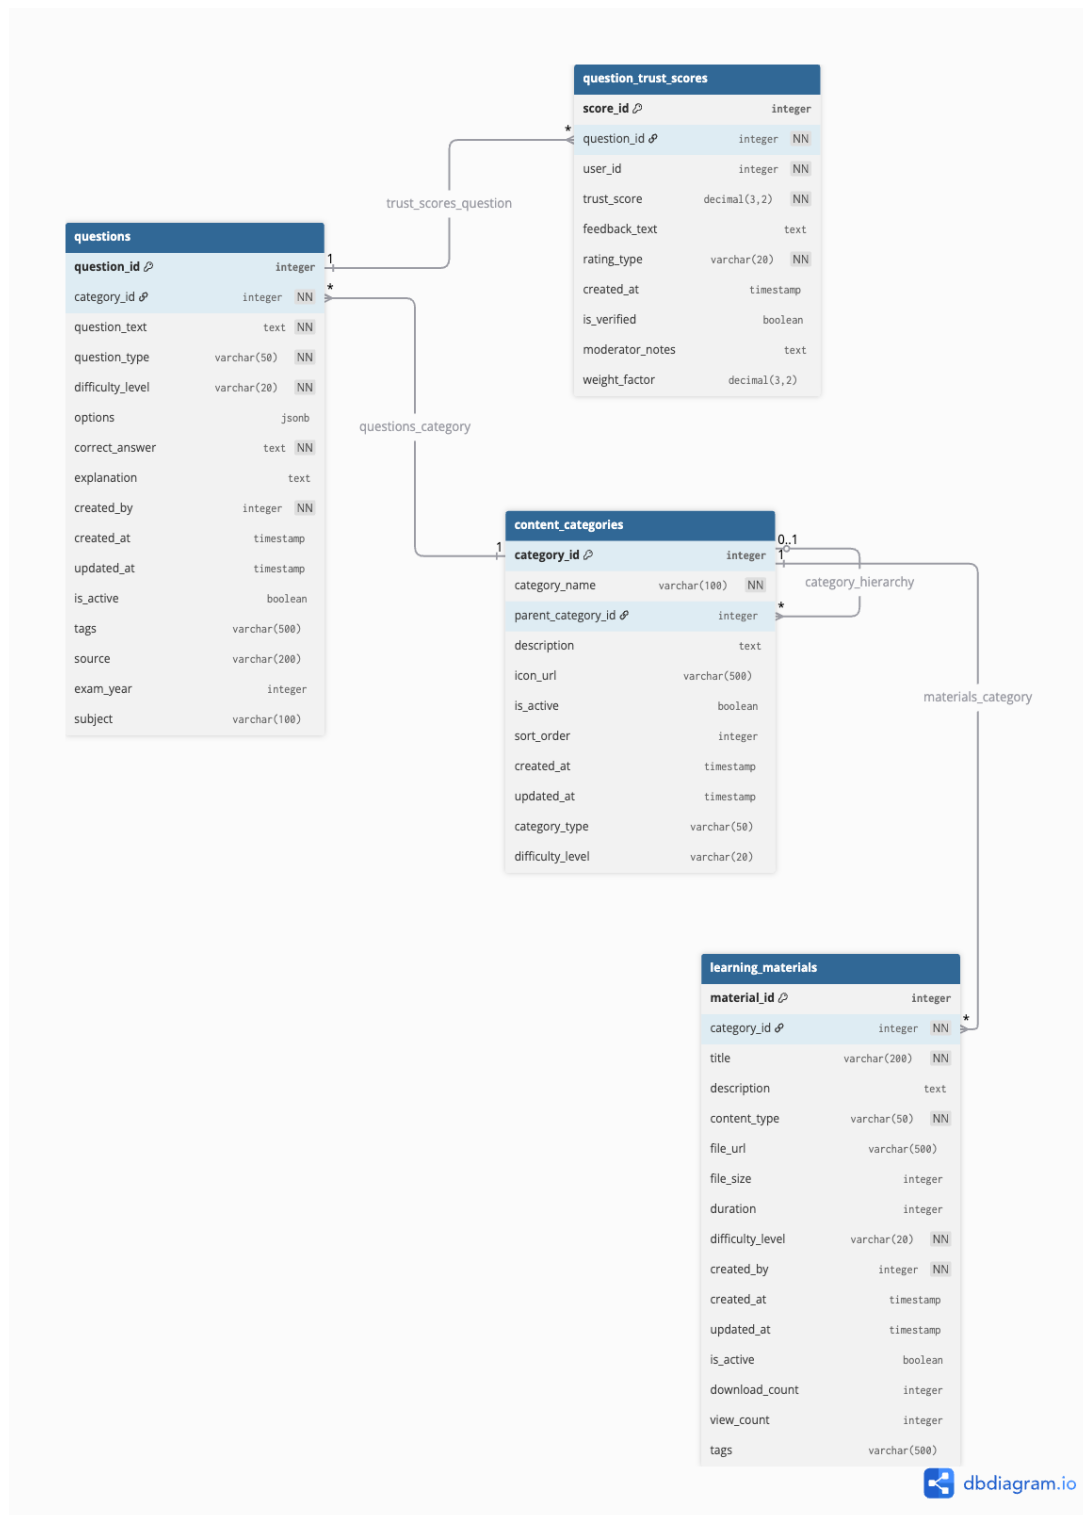 question_trust_scores
score_id integer
* question_id integer NN
user_id integer NN
trust_score decimal(3,2) NN
feedback_text text
rating_type varchar(20) NN
created_at timestamp
is_verified boolean
moderator_notes text
weight_factor decimal(3,2)
trust_scores_question
questions
question_id integer 1
category_id integer NN *
question_text text NN
question_type varchar(50) NN
difficulty_level varchar(20) NN
options jsonb
correct_answer text NN
explanation text
created_by integer NN
created_at timestamp
updated_at timestamp
is_active boolean
tags varchar(500)
source varchar(200)
exam_year integer
subject varchar(100)
questions_category
content_categories
1 category_id integer 0..1
1
category_name varchar(100) NN
parent_category_id integer *
description text
icon_url varchar(500)
is_active boolean
sort_order integer
created_at timestamp
updated_at timestamp
category_type varchar(50)
difficulty_level varchar(20)
category_hierarchy
materials_category
learning_materials
material_id integer
category_id integer NN *
title varchar(200) NN
description text
content_type varchar(50) NN
file_url varchar(500)
file_size integer
duration integer
difficulty_level varchar(20) NN
created_by integer NN
created_at timestamp
updated_at timestamp
is_active boolean
download_count integer
view_count integer
tags varchar(500)
dbdiagram.io